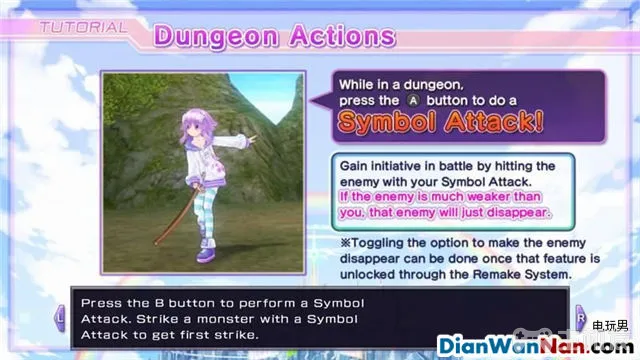 TUTORIAL
Dungeon Actions
While in a dungeon,
press the A button to do a
Symbol Attack!
Gain initiative in battle by hitting the
enemy with your Symbol Attack.
If the enemy is much weaker than
you, that enemy will just disappear.
※Toggling the option to make the enemy
disappear can be done once that feature is
unlocked through the Remake System.
L
Press the B button to perform a Symbol
Attack. Strike a monster with a Symbol
Attack to get first strike.
R
电玩男
DianWanNan.com